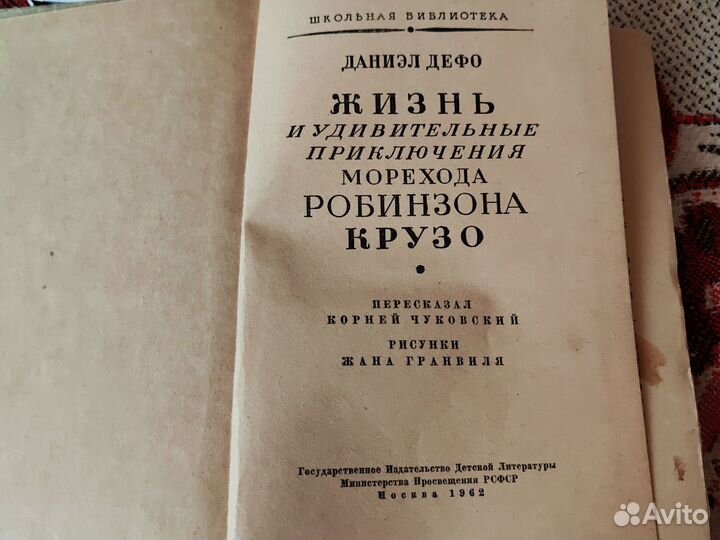 ШКОЛЬНАЯ БИБЛИОТЕКА
ДАНИЭЛ ДЕФО
ЖИЗНЬ
И УДИВИТЕЛЬНЫЕ
ПРИКЛЮЧЕНИЯ
МОРЕХОДА
РОБИНЗОНА
КРУЗО
ПЕРЕСКАЗАЛ
КОРНЕЙ ЧУКОВСКИЙ
РИСУНКИ
ЖАНА ГРАНВИЛЯ
Государственное Издательство Детской Литературы
Министерства Просвещения РСФСР
Москва 1962
Avito